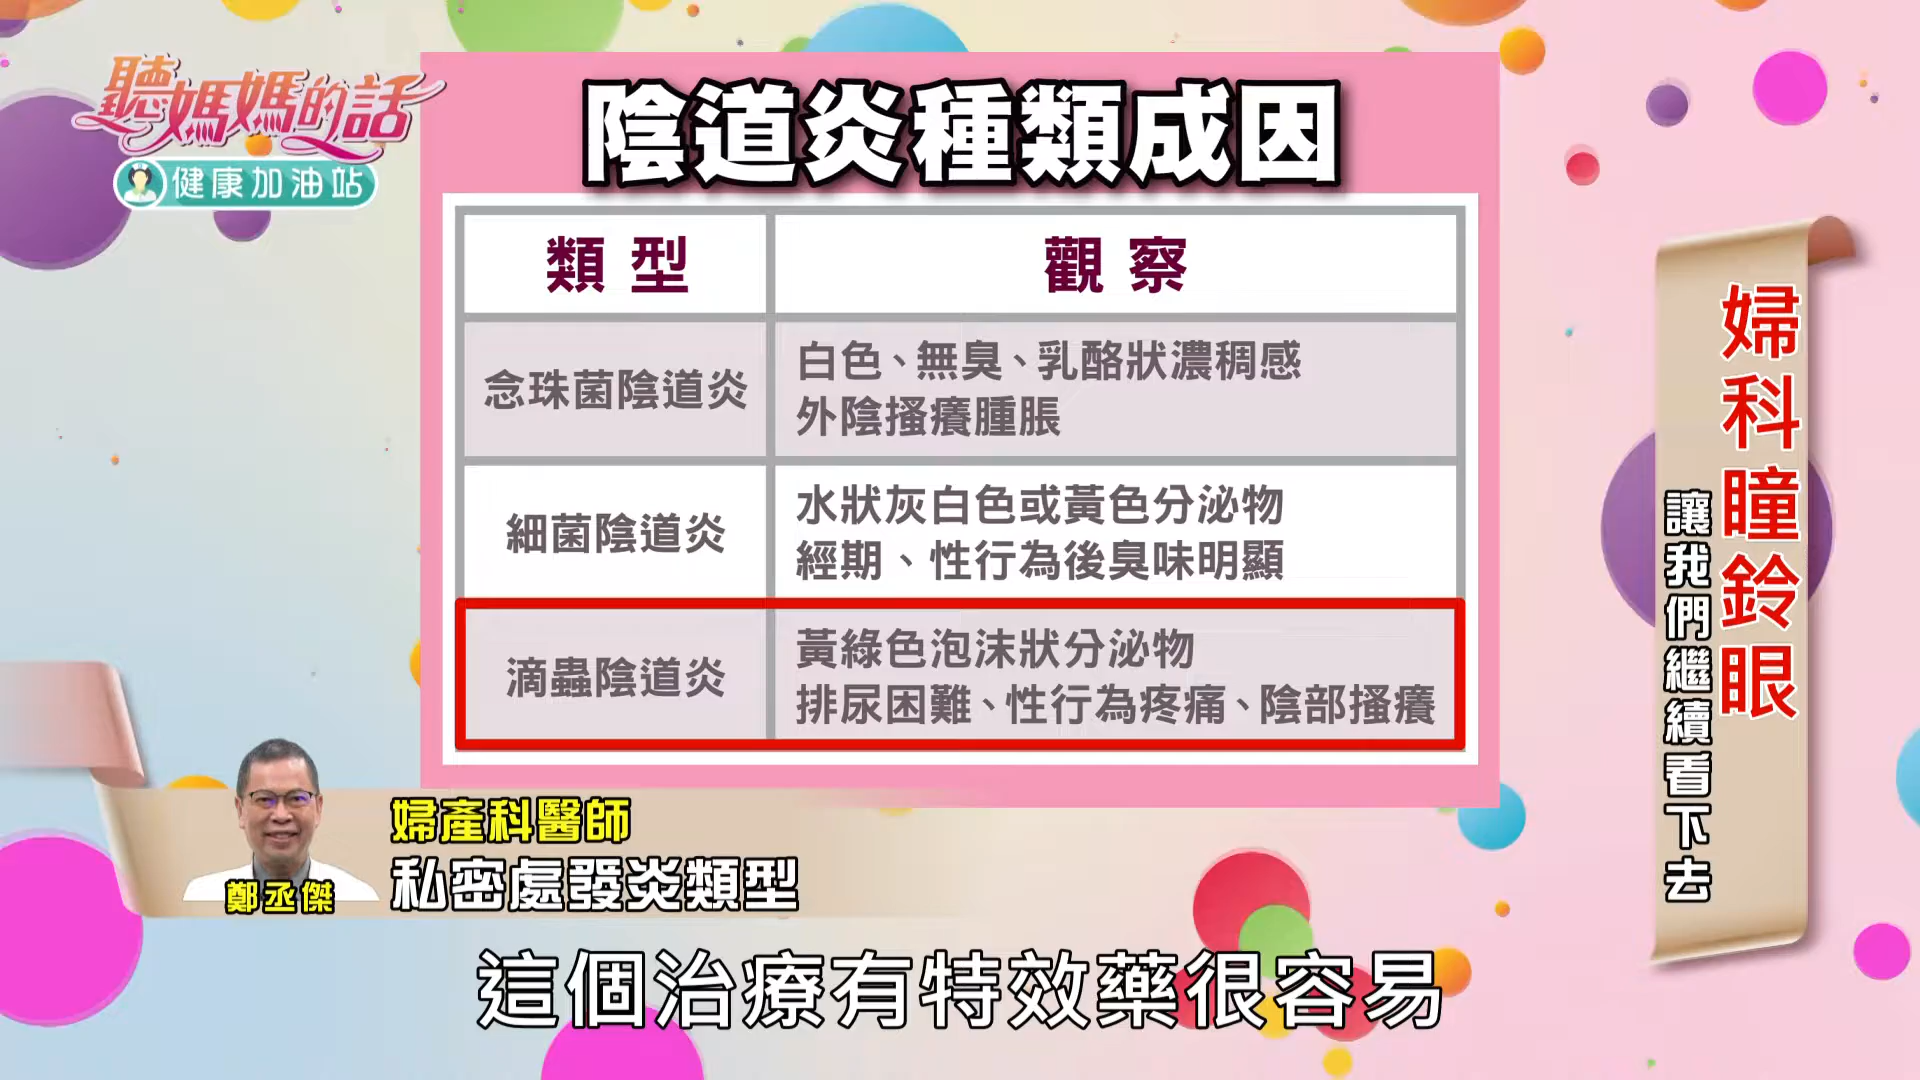 聽媽媽的話
健康加油站
陰道炎種類成因
類型
觀察
念珠菌陰道炎
白色、無臭、乳酪狀濃稠感
外陰搔癢腫脹
細菌陰道炎
水狀灰白色或黃色分泌物
經期、性行為後臭味明顯
滴蟲陰道炎
黃綠色泡沫狀分泌物
排尿困難、性行為疼痛、陰部搔癢
婦科瞳鈴眼
讓我們繼續看下去
婦產科醫師
私密處發炎類型
鄭丞傑
這個治療有特效藥很容易